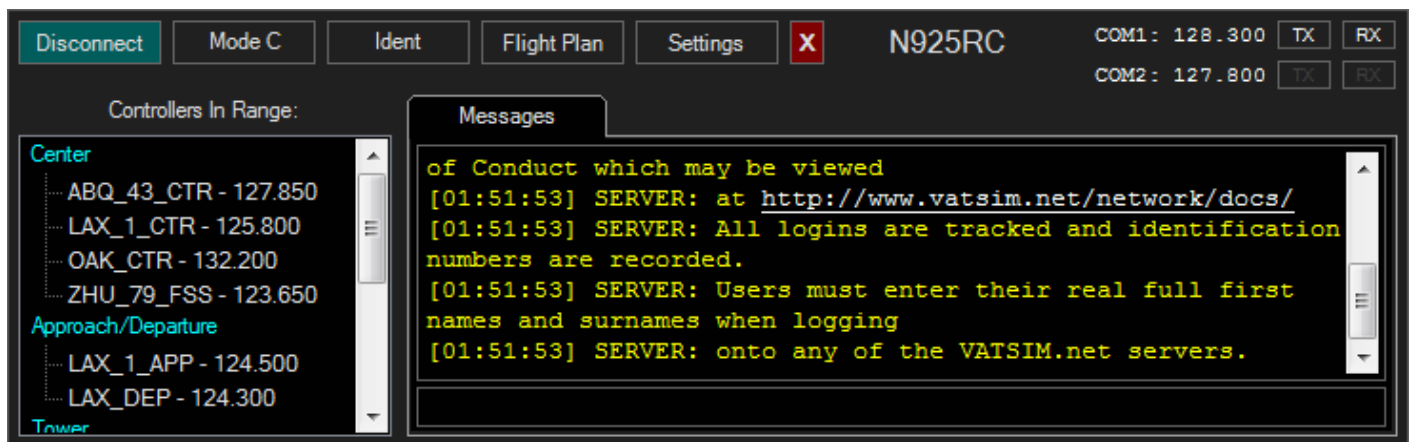 Disconnect Mode C Ident Flight Plan Settings X N925RC COM1: 128.300 TX RX
COM2: 127.800 TX RX
Controllers In Range:
Messages
Center
ABQ_43_CTR - 127.850
LAX_1_CTR - 125.800
OAK_CTR - 132.200
ZHU_79_FSS - 123.650
Approach/Departure
LAX_1_APP - 124.500
LAX_DEP - 124.300
Tower
of Conduct which may be viewed
[01:51:53] SERVER: at http://www.vatsim.net/network/docs/
[01:51:53] SERVER: All logins are tracked and identification
numbers are recorded.
[01:51:53] SERVER: Users must enter their real full first
names and surnames when logging
[01:51:53] SERVER: onto any of the VATSIM.net servers.